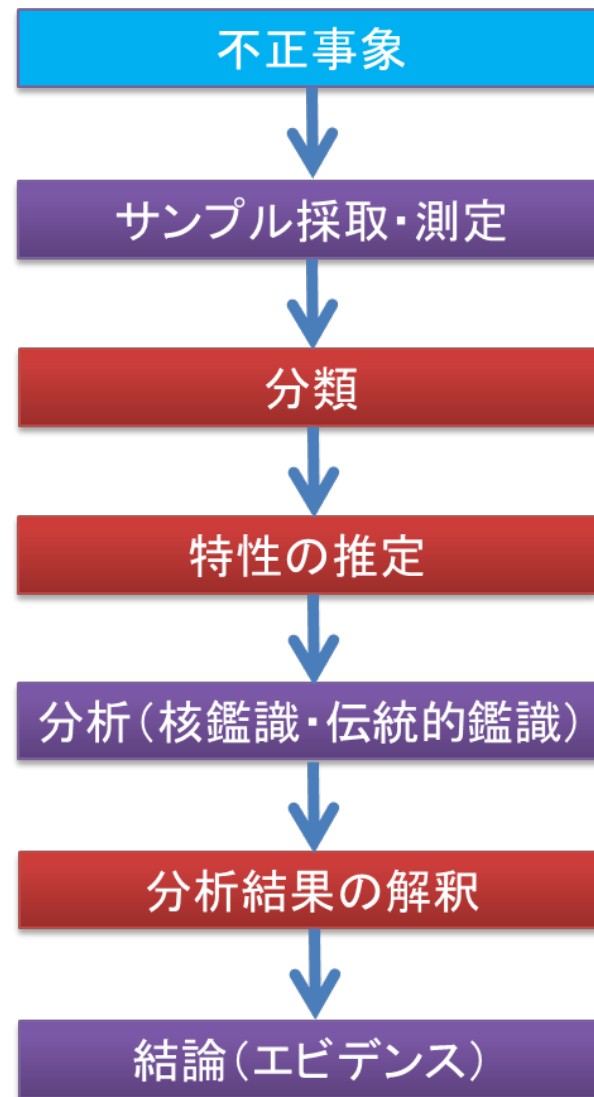 不正事象
サンプル採取・測定
分類
特性の推定
分析（核鑑識・伝統的鑑識）
分析結果の解釈
結論（エビデンス）